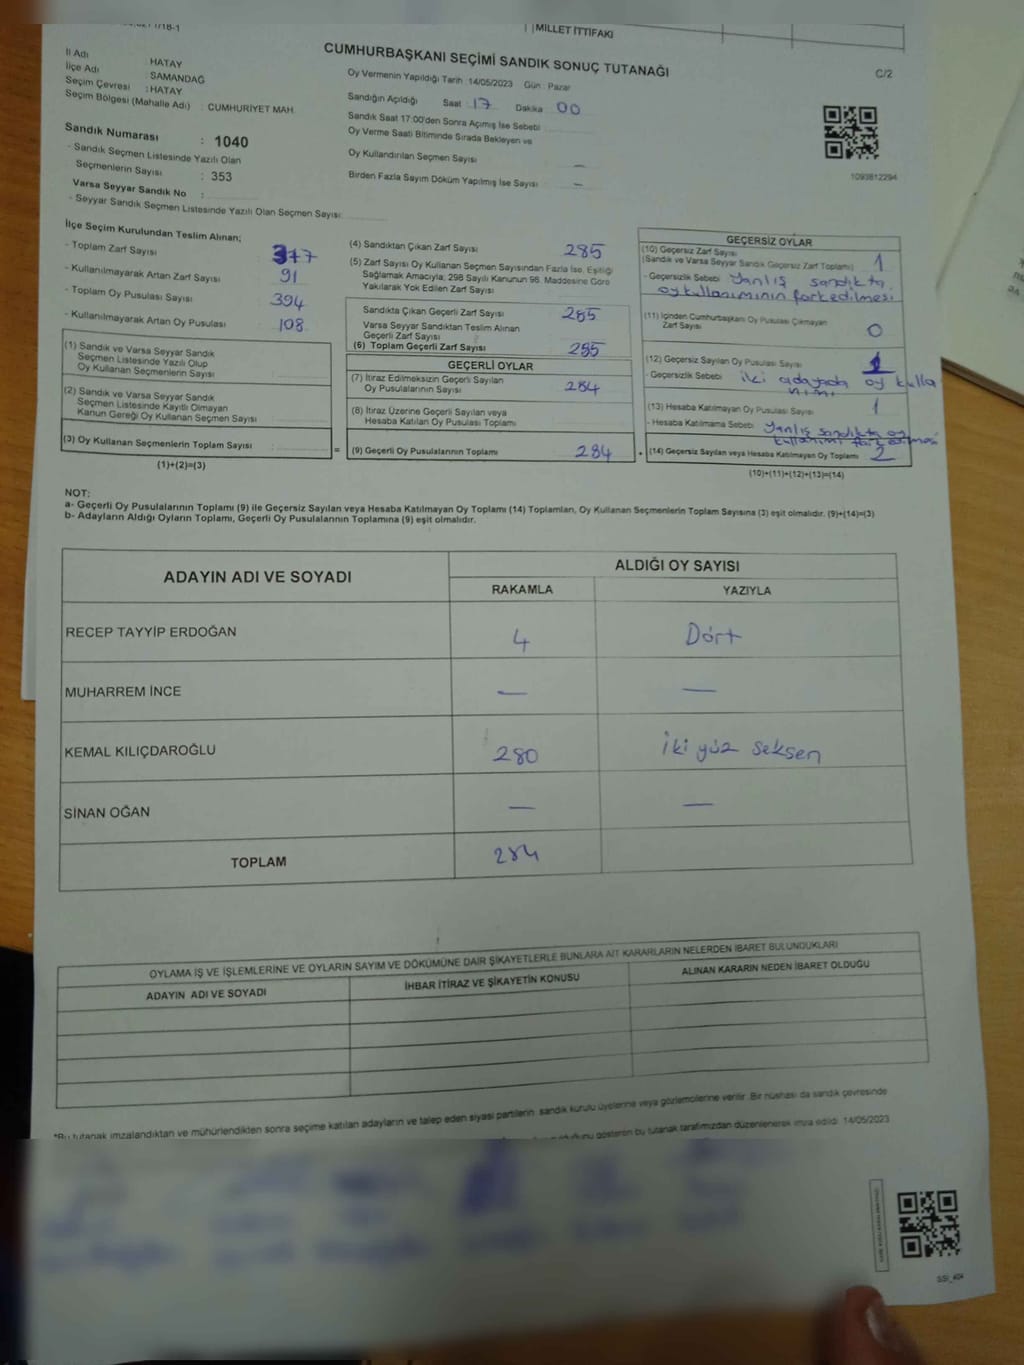 1718-1
MİLLET İTTİFAKI
CUMHURBAŞKANI SEÇİMİ SANDIK SONUÇ TUTANAĞI
C/2
İl Adı : HATAY
İlçe Adı : SAMANDAĞ
Seçim Çevresi : HATAY
Seçim Bölgesi (Mahalle Adı) : CUMHURİYET MAH.
Oy Vermenin Yapıldığı Tarih : 14/05/2023 Gün : Pazar
Sandığın Açıldığı Saat : 17 Dakika : 00
Sandık Saat 17:00'den Sonra Açımış İse Sebebi :
Oy Verme Saati Bitiminde Sırada Bekleyen ve
Oy Kullandırılan Seçmen Sayısı —
Birden Fazla Sayım Döküm Yapılmış İse Sayısı —
1093812294
Sandık Numarası : 1040
- Sandık Seçmen Listesinde Yazılı Olan
Seçmenlerin Sayısı : 353
Varsa Seyyar Sandık No :
- Seyyar Sandık Seçmen Listesinde Yazılı Olan Seçmen Sayısı:
İlçe Seçim Kurulundan Teslim Alınan;
- Toplam Zarf Sayısı : 377
- Kullanılmayarak Artan Zarf Sayısı : 91
- Toplam Oy Pusulası Sayısı : 394
- Kullanılmayarak Artan Oy Pusulası : 108
(1) Sandık ve Varsa Seyyar Sandık
Seçmen Listesinde Yazılı Olup
Oy Kullanan Seçmenlerin Sayısı :
(2) Sandık ve Varsa Seyyar Sandık
Seçmen Listesinde Kayıtlı Olmayan
Kanun Gereği Oy Kullanan Seçmen Sayısı :
(3) Oy Kullanan Seçmenlerin Toplam Sayısı :
(1)+(2)=(3)
(4) Sandıktan Çıkan Zarf Sayısı 285
(5) Zarf Sayısı Oy Kullanan Seçmen Sayısından Fazla İse, Eşitliği
Sağlamak Amacıyla, 298 Sayılı Kanunun 98. Maddesine Göre
Yakılarak Yok Edilen Zarf Sayısı
Sandıkta Çıkan Geçerli Zarf Sayısı : 285
Varsa Seyyar Sandıktan Teslim Alınan
Geçerli Zarf Sayısı :
(6) Toplam Geçerli Zarf Sayısı 285
GEÇERLİ OYLAR
(7) İtiraz Edilmeksizin Geçerli Sayılan
Oy Pusulalarının Sayısı : 284
(8) İtiraz Üzerine Geçerli Sayılan veya
Hesaba Katılan Oy Pusulası Toplamı :
= (9) Geçerli Oy Pusulalarının Toplamı : 284 +
GEÇERSİZ OYLAR
(10) Geçersiz Zarf Sayısı
(Sandık ve Varsa Seyyar Sandık Geçersiz Zarf Toplamı) : 1
- Geçersizlik Sebebi : Yanlış sandıkta
oy kullanımının farkedilmesi
(11) İçinden Cumhurbaşkanı Oy Pusulası Çıkmayan
Zarf Sayısı : 0
(12) Geçersiz Sayılan Oy Pusulası Sayısı : 1
- Geçersizlik Sebebi : iki adayada oy kulla
nımı
(13) Hesaba Katılmayan Oy Pusulası Sayısı : 1
- Hesaba Katılmama Sebebi: Yanlış sandıkta oy
kullanımı
(14) Geçersiz Sayılan veya Hesaba Katılmayan Oy Toplamı : 2
(10)+(11)+(12)+(13)=(14)
NOT:
a- Geçerli Oy Pusulalarının Toplamı (9) ile Geçersiz Sayılan veya Hesaba Katılmayan Oy Toplamı (14) Toplamları, Oy Kullanan Seçmenlerin Toplam Sayısına (3) eşit olmalıdır. (9)+(14)=(3)
b- Adayların Aldığı Oyların Toplamı, Geçerli Oy Pusulalarının Toplamına (9) eşit olmalıdır.
ADAYIN ADI VE SOYADI ALDIĞI OY SAYISI
RAKAMLA YAZIYLA
RECEP TAYYİP ERDOĞAN 4 Dört
MUHARREM İNCE — —
KEMAL KILIÇDAROĞLU 280 iki yüz seksen
SİNAN OĞAN — —
TOPLAM 284
OYLAMA İŞ VE İŞLEMLERİNE VE OYLARIN SAYIM VE DÖKÜMÜNE DAİR ŞİKAYETLERLE BUNLARA AİT KARARLARIN NELERDEN İBARET BULUNDUKLARI
ADAYIN ADI VE SOYADI İHBAR İTİRAZ VE ŞİKAYETİN KONUSU ALINAN KARARIN NEDEN İBARET OLDUĞU
*Bu tutanak imzalandıktan ve mühürlendikten sonra seçime katılan adayların ve talep eden siyasi partilerin sandık kurulu üyelerine veya gözlemcilerine verilir. Bir nüshası da sandık çevresinde
gösteren bu tutanak tarafımızdan düzenlenerek imza edildi. 14/05/2023
SSI_404